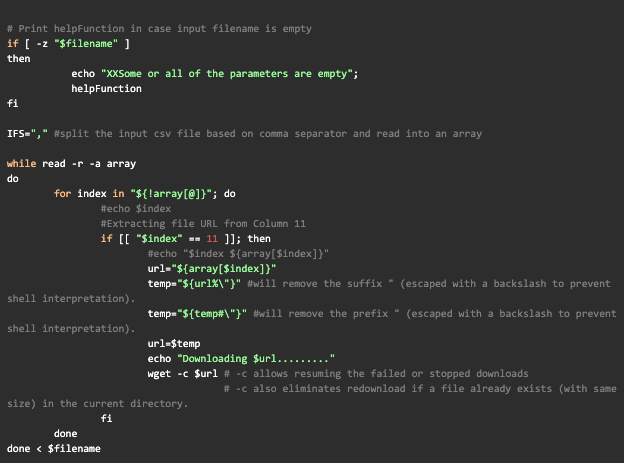 # Print helpFunction in case input filename is empty
if [ -z "$filename" ]
then
echo "XXSome or all of the parameters are empty";
helpFunction
fi
IFS="," #split the input csv file based on comma separator and read into an array
while read -r -a array
do
for index in "${!array[@]}"; do
#echo $index
#Extracting file URL from Column 11
if [[ "$index" == 11 ]]; then
#echo "$index ${array[$index]}"
url="${array[$index]}"
temp="${url%\"}" #will remove the suffix " (escaped with a backslash to prevent
shell interpretation).
temp="${temp#\"}" #will remove the prefix " (escaped with a backslash to prevent
shell interpretation).
url=$temp
echo "Downloading $url........."
wget -c $url # -c allows resuming the failed or stopped downloads
# -c also eliminates redownload if a file already exists (with same
size) in the current directory.
fi
done
done < $filename